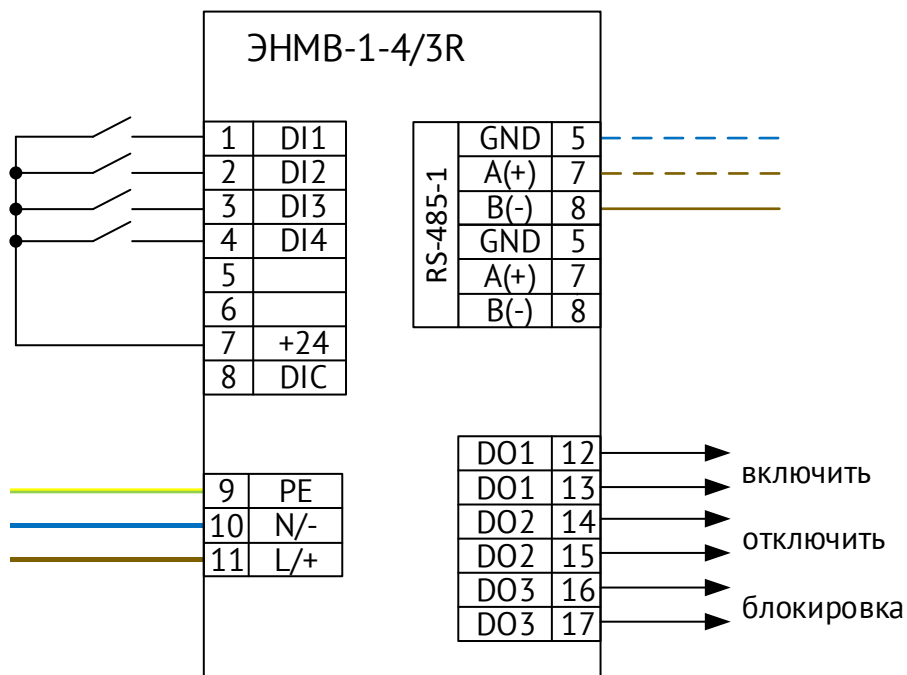 ЭНМВ-1-4/3R
1 DI1
2 DI2
3 DI3
4 DI4
5
6
7 +24
8 DIC
9 PE
10 N/-
11 L/+
RS-485-1
GND 5
A(+) 7
B(-) 8
GND 5
A(+) 7
B(-) 8
DO1 12
DO1 13
включить
DO2 14
DO2 15
отключить
DO3 16
DO3 17
блокировка